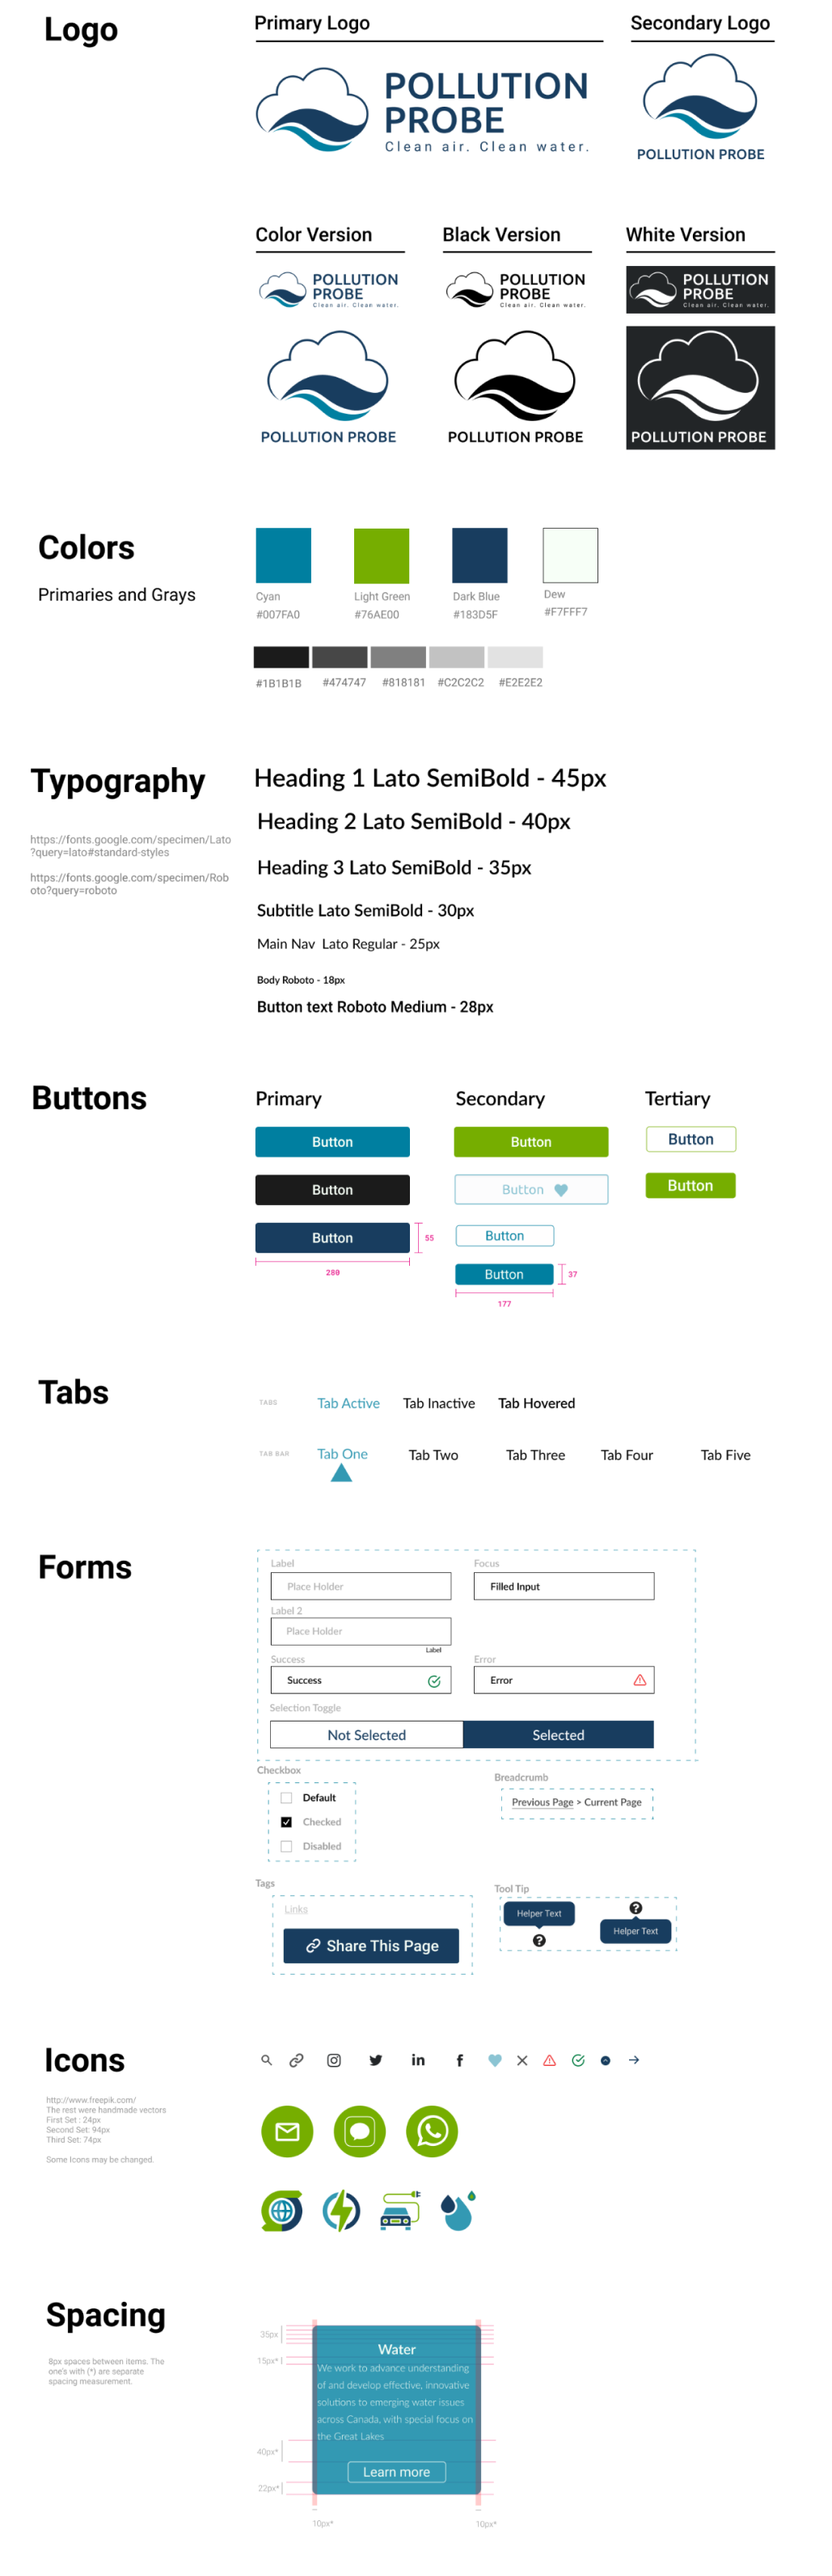 Logo
Primary Logo
Secondary Logo
POLLUTION
PROBE
Clean air. Clean water.
POLLUTION PROBE
Color Version
Black Version
White Version
POLLUTION
PROBE
Clean air. Clean water.
POLLUTION
PROBE
Clean air. Clean water.
POLLUTION
PROBE
Clean air. Clean water.
POLLUTION PROBE
POLLUTION PROBE
POLLUTION PROBE
Colors
Primaries and Grays
Cyan
#007FA0
Light Green
#76AE00
Dark Blue
#183D5F
Dew
#F7FFF7
#1B1B1B
#474747
#818181
#C2C2C2
#E2E2E2
Typography
https://fonts.google.com/specimen/Lato
?query=lato#standard-styles
https://fonts.google.com/specimen/Rob
oto?query=roboto
Heading 1 Lato SemiBold - 45px
Heading 2 Lato SemiBold - 40px
Heading 3 Lato SemiBold - 35px
Subtitle Lato SemiBold - 30px
Main Nav Lato Regular - 25px
Body Roboto - 18px
Button text Roboto Medium - 28px
Buttons
Primary
Secondary
Tertiary
Button
Button
Button
Button
Button
Button
Button
Button
Button
55
280
Button
37
177
Tabs
TABS
Tab Active
Tab Inactive
Tab Hovered
TAB BAR
Tab One
Tab Two
Tab Three
Tab Four
Tab Five
Forms
Label
Place Holder
Focus
Filled Input
Label 2
Place Holder
Label
Success
Success
Error
Error
Selection Toggle
Not Selected
Selected
Checkbox
Default
Checked
Disabled
Breadcrumb
Previous Page > Current Page
Tags
Links
Share This Page
Tool Tip
Helper Text
Helper Text
Icons
http://www.freepik.com/
The rest were handmade vectors
First Set : 24px
Second Set: 94px
Third Set: 74px
Some Icons may be changed.
Spacing
8px spaces between items. The
one's with (*) are separate
spacing measurement.
35px
15px*
40px*
22px*
10px*
10px*
Water
We work to advance understanding
of and develop effective, innovative
solutions to emerging water issues
across Canada, with special focus on
the Great Lakes
Learn more